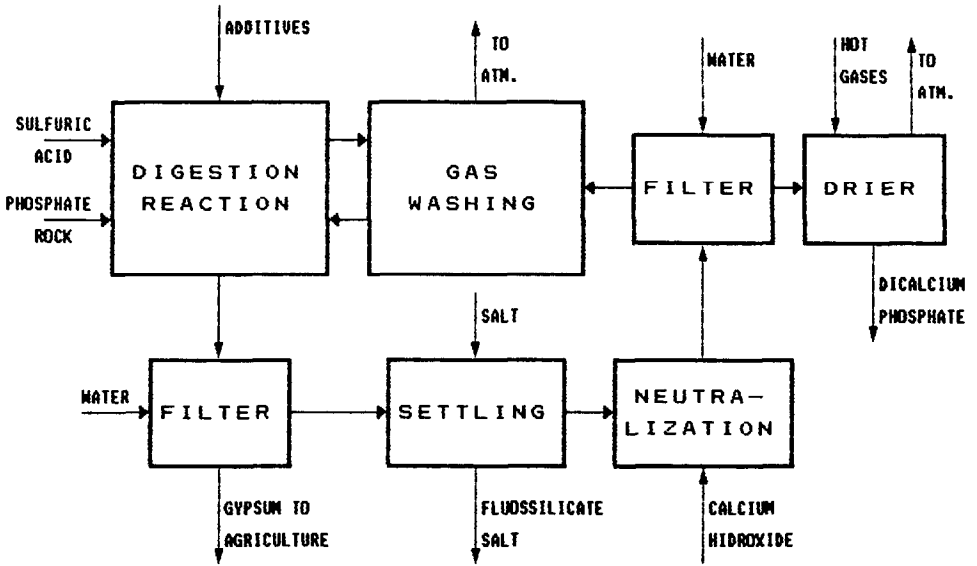 ADDITIVES
TO
ATM.
WATER
HOT
GASES
TO
ATM.
SULFURIC
ACID
PHOSPHATE
ROCK
DIGESTION
REACTION
GAS
WASHING
FILTER
DRIER
DICALCIUM
PHOSPHATE
SALT
WATER
FILTER
SETTLING
NEUTRA-
LIZATION
GYPSUM TO
AGRICULTURE
FLUOSSILICATE
SALT
CALCIUM
HIDROXIDE